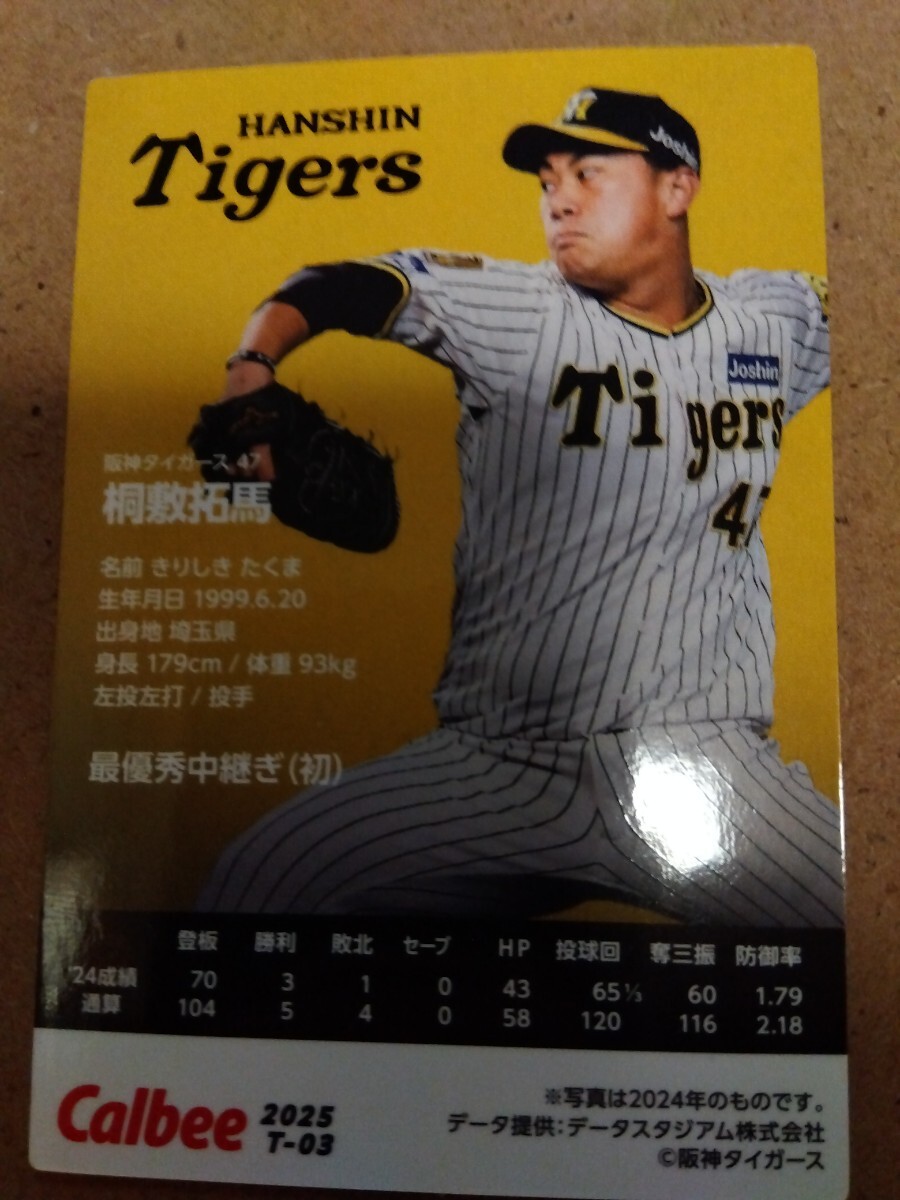 HANSHIN
Tigers
Joshin
Joshin
Tigers
47
阪神タイガース 47
桐敷拓馬
名前 きりしき たくま
生年月日 1999.6.20
出身地 埼玉県
身長 179cm / 体重 93kg
左投左打 / 投手
最優秀中継ぎ(初)
登板 勝利 敗北 セーブ HP 投球回 奪三振 防御率
'24成績 70 3 1 0 43 65⅓ 60 1.79
通算 104 5 4 0 58 120 116 2.18
Calbee 2025
T-03
※写真は2024年のものです。
データ提供:データスタジアム株式会社
©阪神タイガース